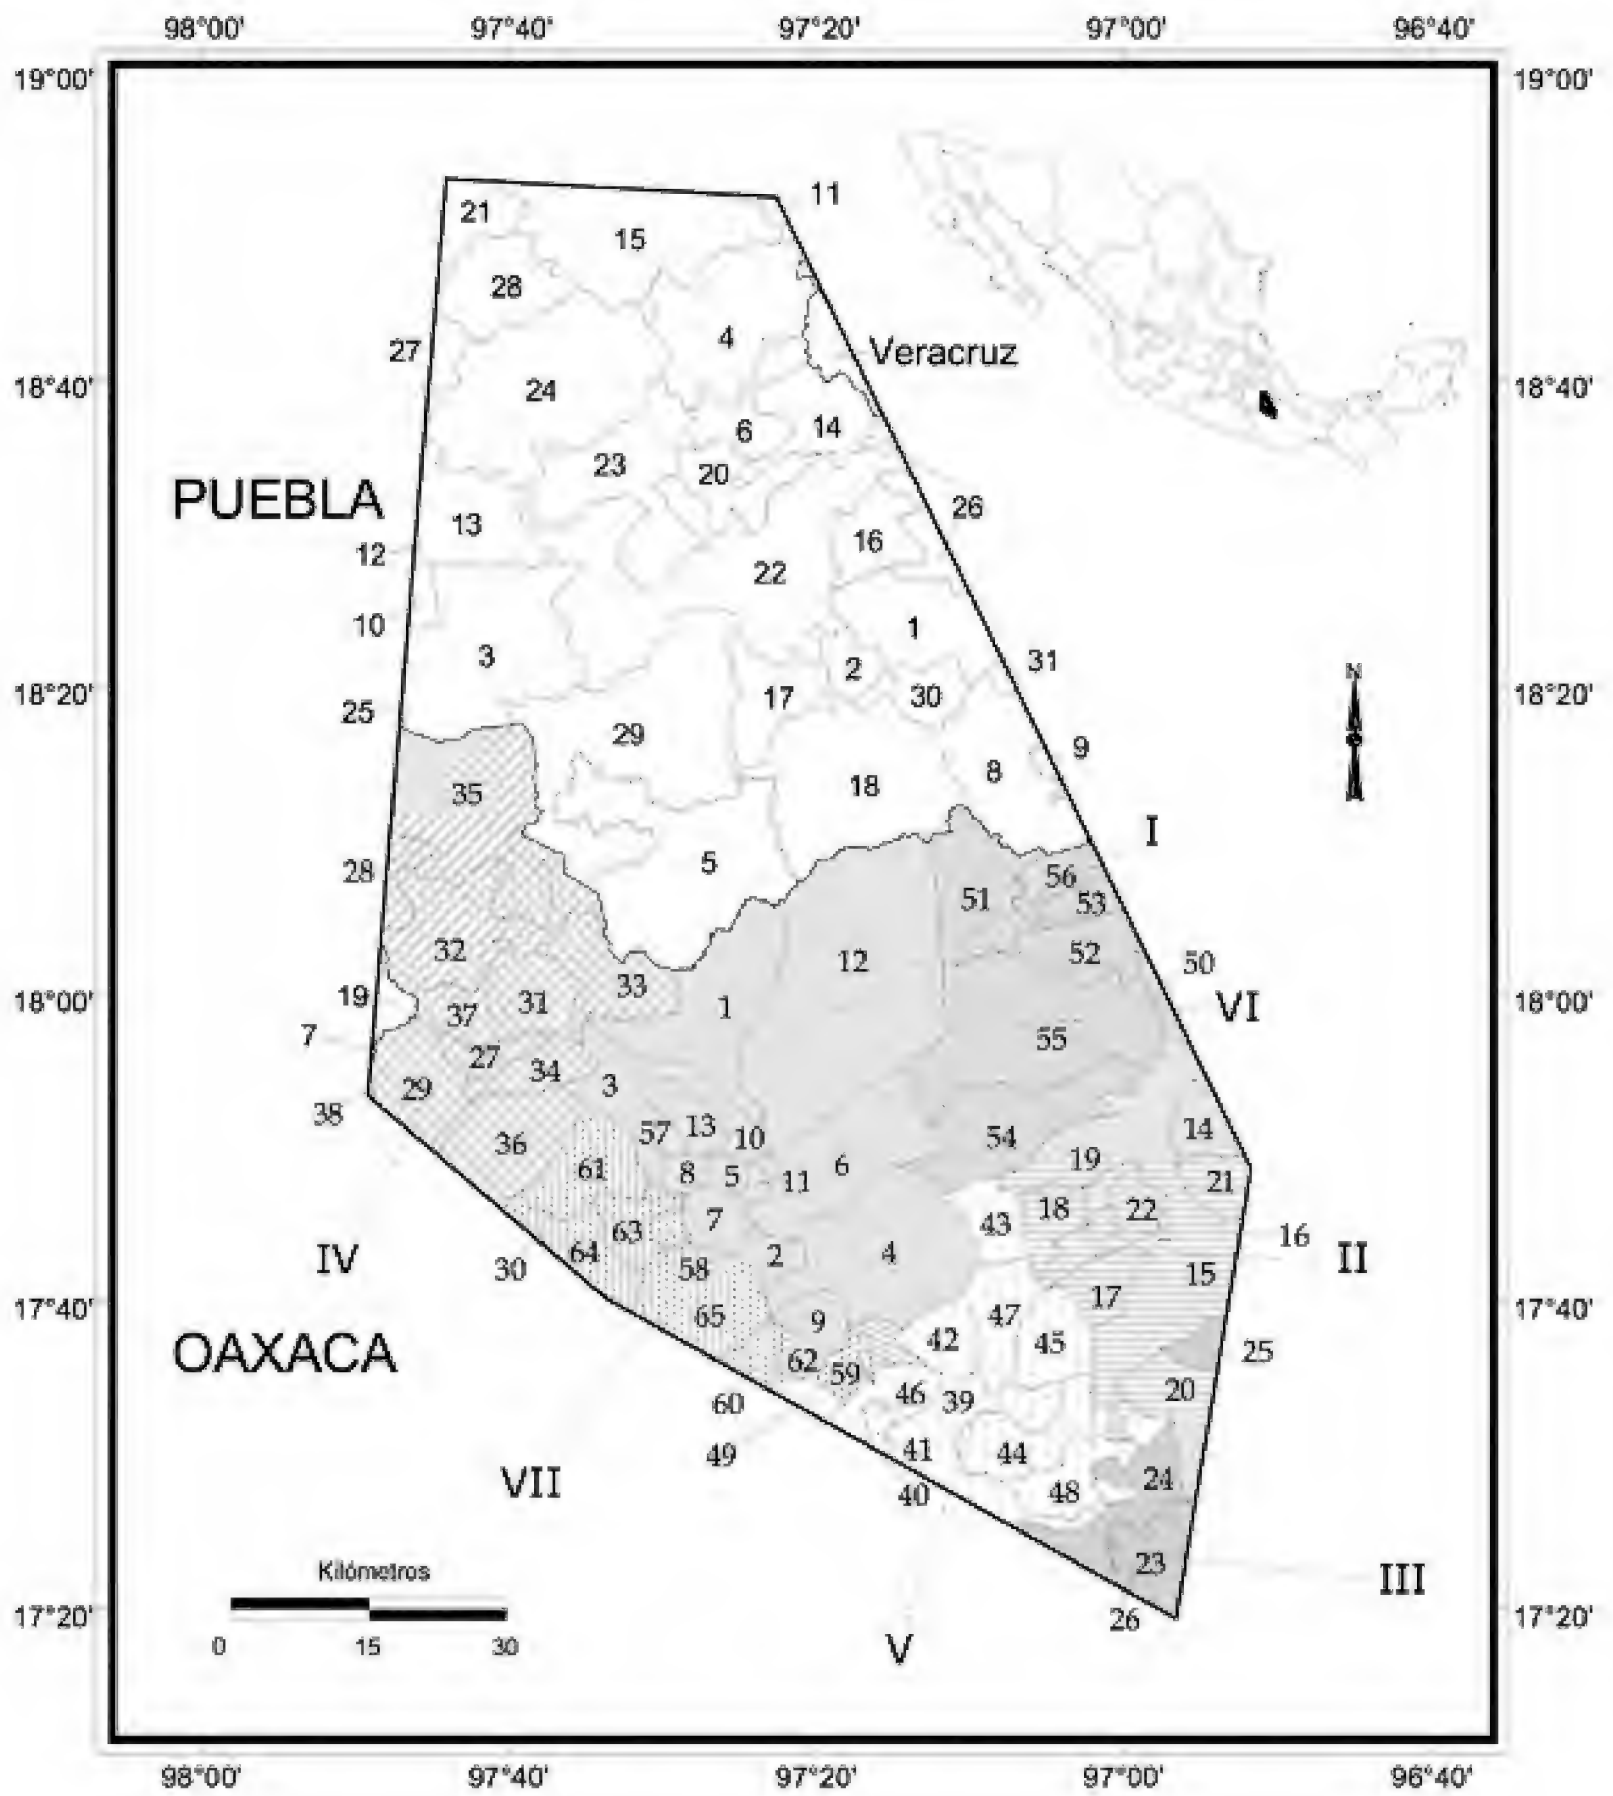 98°00' 97°40' 97°20' 97°00' 96°40'
19°00' 19°00'
11
21
15
28
4
27
Veracruz
18°40' 24 18°40'
6 14
23 20
PUEBLA 26
13
12 16
22
10 1
3 2 31
18°20' 17 30 18°20'
25
29 9
N
35 18 8
I
28 5 56
51 53
32 12 52 50
33
19 31 1 VI
18°00' 37 18°00'
7 27 55
34 3
29
38 57 13 10 54 14
36
61 8 5 11 6 19
21
7 43 18 22
63 16
IV 64 2 4 II
30 58 15
17
17°40' 65 9 47 17°40'
42 45
OAXACA 62 25
59
60 46 39 20
49 41 44
VII 40 48 24
Kilómetros 23 III
17°20' 26 17°20'
0 15 30 V
98°00' 97°40' 97°20' 97°00' 96°40'